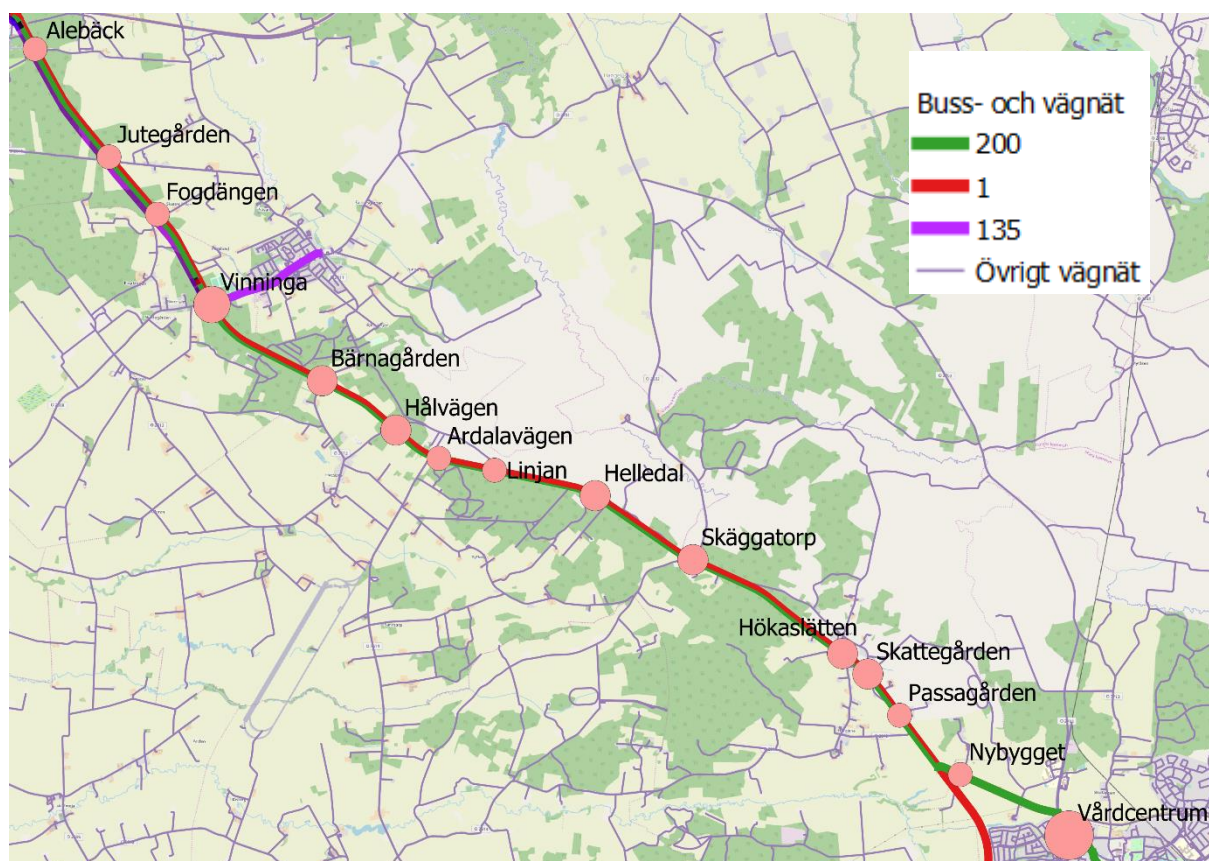 Alebäck
Buss- och vägnät
200
1
135
Övrigt vägnät
Jutegården
Fogdängen
Vinninga
Bärnagården
Hålvägen
Ardalavägen
Linjan
Helledal
Skäggatorp
Hökaslätten
Skattegården
Passagården
Nybygget
Vårdcentrum